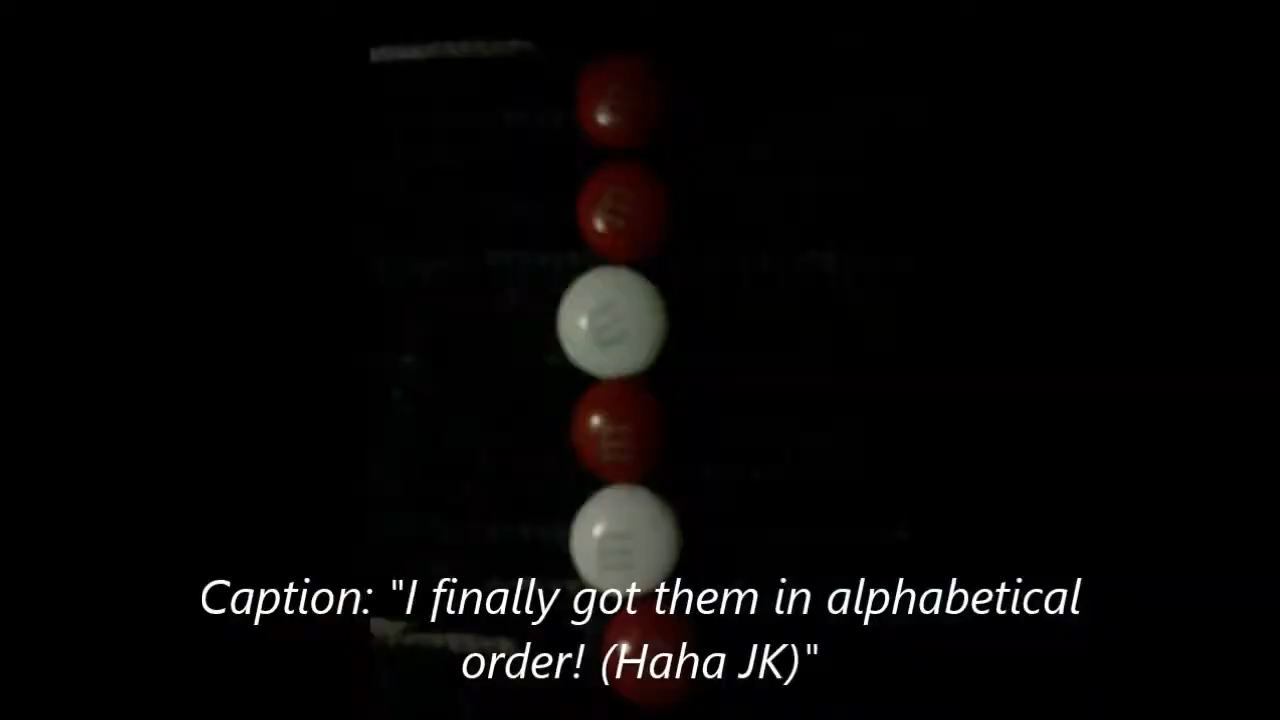 Caption: "I finally got them in alphabetical
order! (Haha JK)"